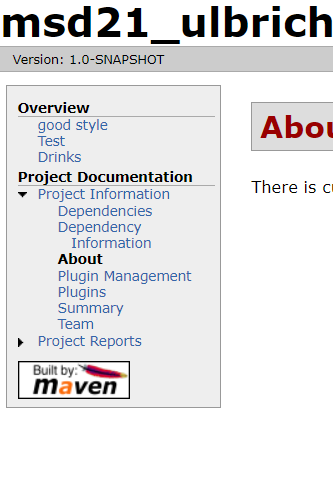 msd21_ulbrich
Version: 1.0-SNAPSHOT
Overview
good style
Test
Drinks
Project Documentation
Project Information
Dependencies
Dependency
Information
About
Plugin Management
Plugins
Summary
Team
Project Reports
Built by:
maven
Abou
There is cu